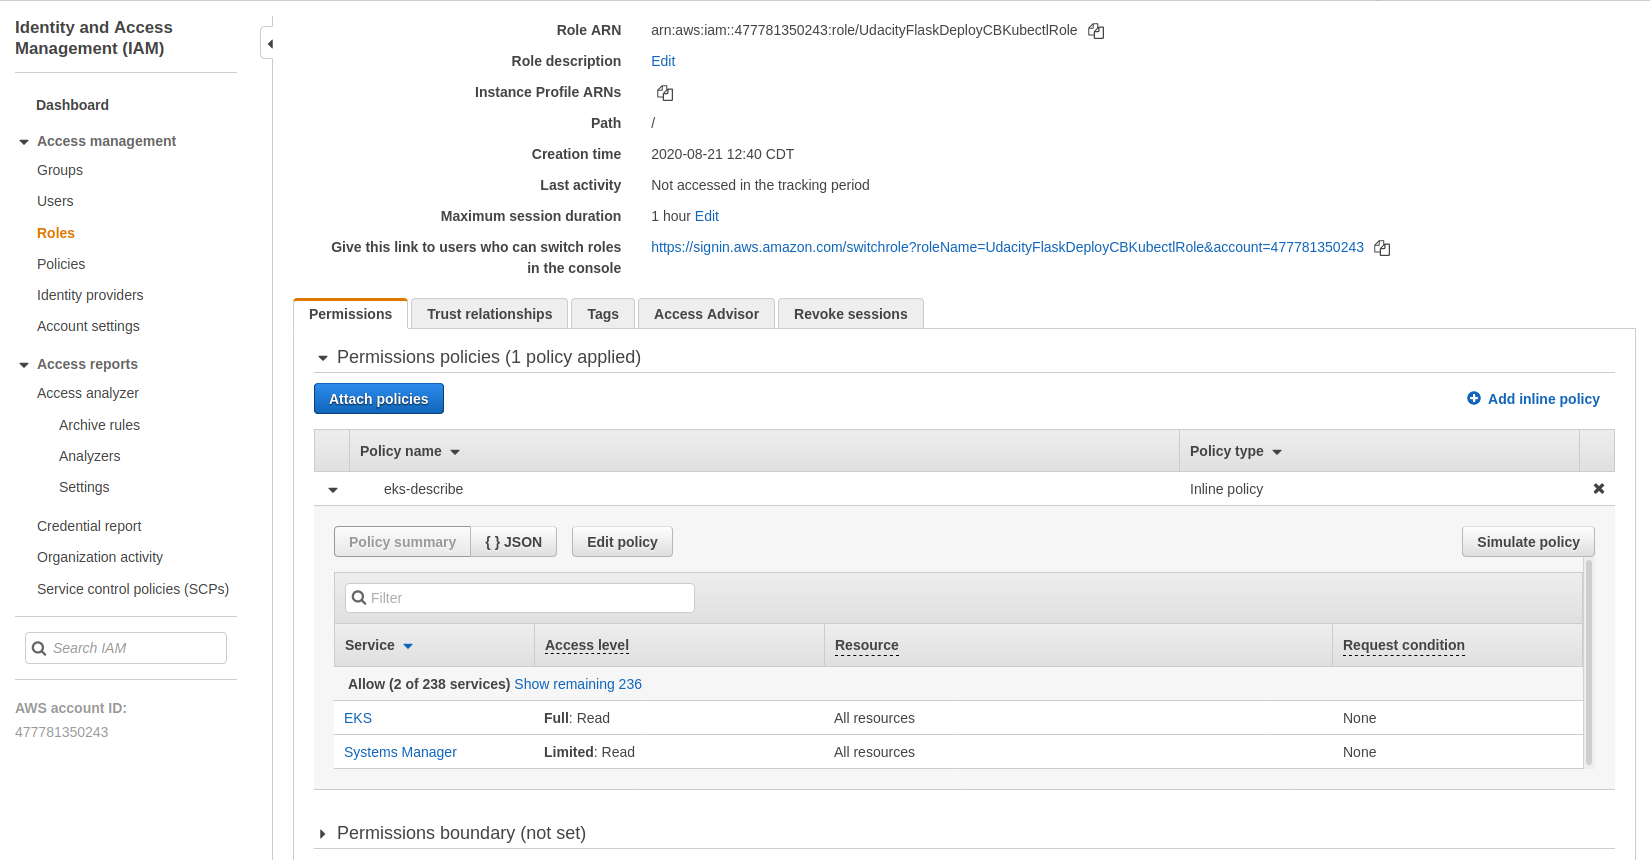 Identity and Access
Management (IAM)
Dashboard
Access management
Groups
Users
Roles
Policies
Identity providers
Account settings
Access reports
Access analyzer
Archive rules
Analyzers
Settings
Credential report
Organization activity
Service control policies (SCPs)
Search IAM
AWS account ID:
477781350243
Role ARN arn:aws:iam::477781350243:role/UdacityFlaskDeployCBKubectlRole
Role description Edit
Instance Profile ARNs
Path /
Creation time 2020-08-21 12:40 CDT
Last activity Not accessed in the tracking period
Maximum session duration 1 hour Edit
Give this link to users who can switch roles https://signin.aws.amazon.com/switchrole?roleName=UdacityFlaskDeployCBKubectlRole&account=477781350243
in the console
Permissions Trust relationships Tags Access Advisor Revoke sessions
Permissions policies (1 policy applied)
Attach policies Add inline policy
Policy name Policy type
eks-describe Inline policy
Policy summary { } JSON Edit policy Simulate policy
Filter
Service Access level Resource Request condition
Allow (2 of 238 services) Show remaining 236
EKS Full: Read All resources None
Systems Manager Limited: Read All resources None
Permissions boundary (not set)